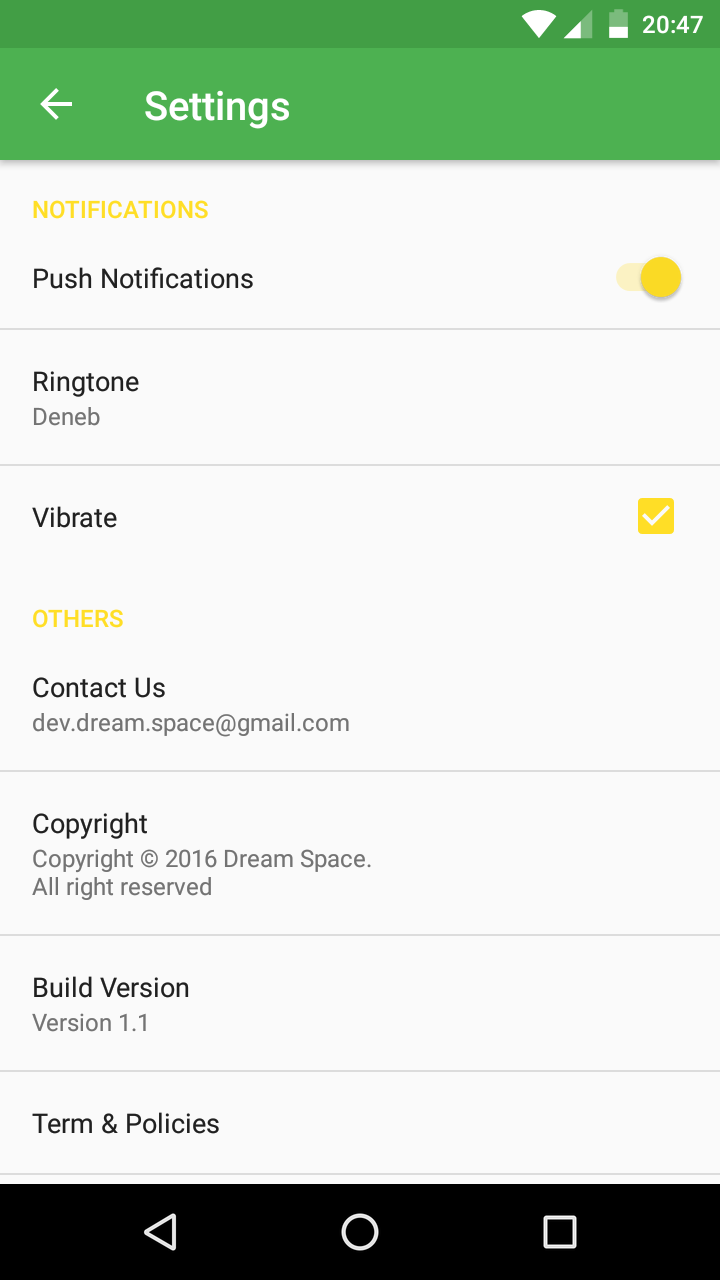 20:47
Settings
NOTIFICATIONS
Push Notifications
Ringtone
Deneb
Vibrate
OTHERS
Contact Us
dev.dream.space@gmail.com
Copyright
Copyright © 2016 Dream Space.
All right reserved
Build Version
Version 1.1
Term & Policies